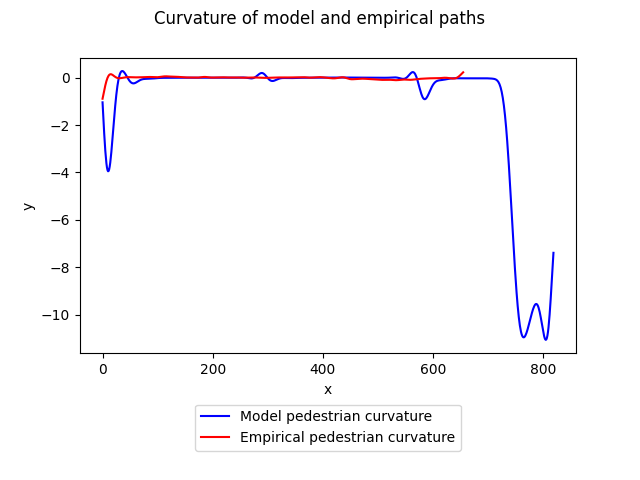 Curvature of model and empirical paths
0
−2
−4
−6
−8
−10
y
0 200 400 600 800
x
Model pedestrian curvature
Empirical pedestrian curvature